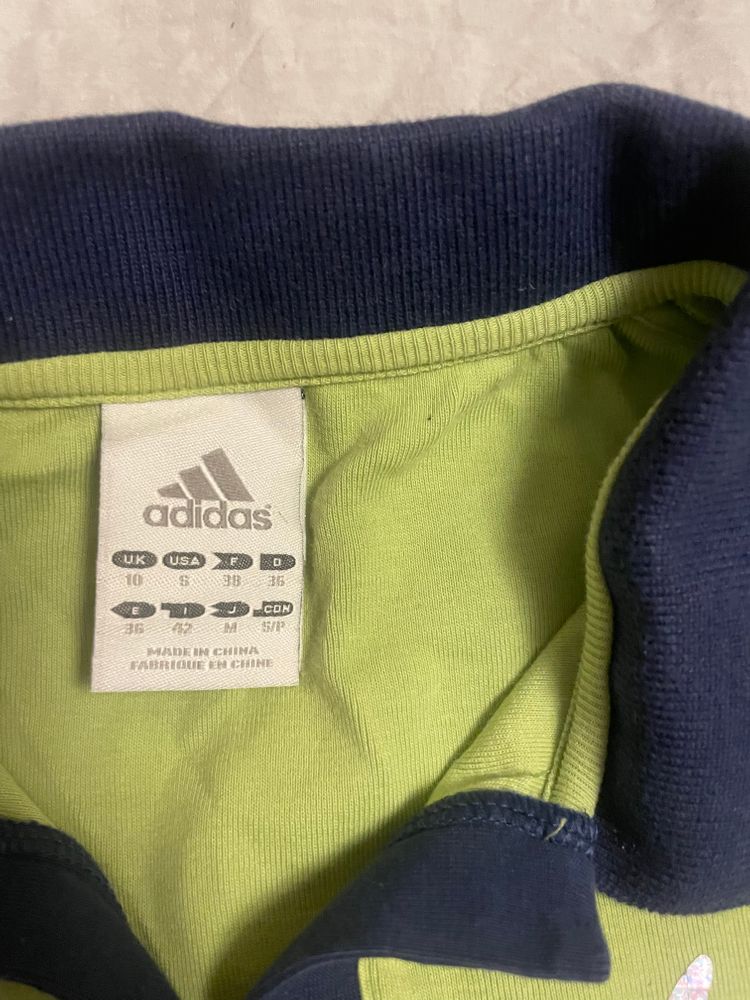 adidas
UK USA F D
10 S 38 36
E I J CDN
36 42 M S/P
MADE IN CHINA
FABRIQUE EN CHINE